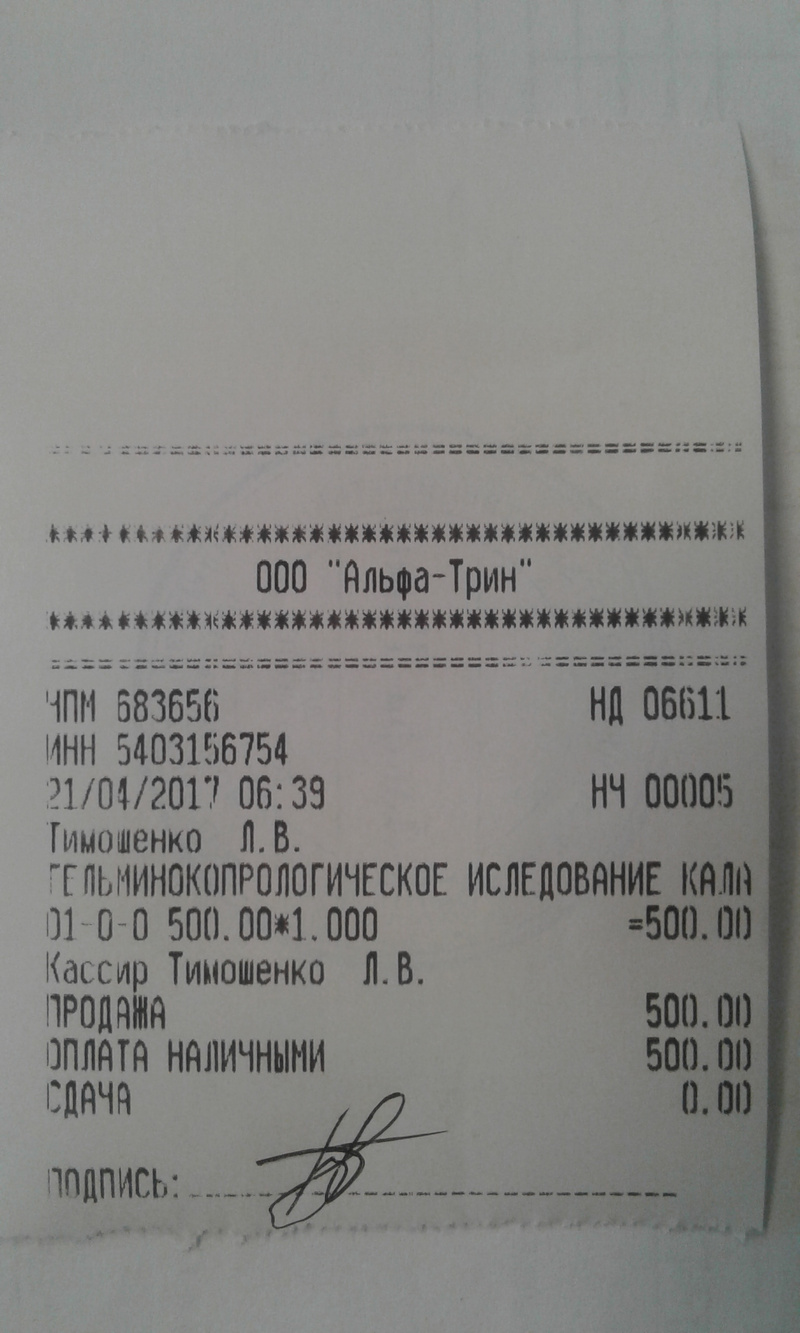 ================================
****************************************
ООО "Альфа-Трин"
****************************************
================================
ЧПМ 683656 НД 06611
ИНН 5403156754
21/04/2017 06:39 НЧ 00005
Тимошенко Л.В.
ГЕЛЬМИНОКОПРОЛОГИЧЕСКОЕ ИСЛЕДОВАНИЕ КАЛА
01-0-0 500.00*1.000 =500.00
Кассир Тимошенко Л.В.
ПРОДАЖА 500.00
ОПЛАТА НАЛИЧНЫМИ 500.00
СДАЧА 0.00
ПОДПИСЬ: